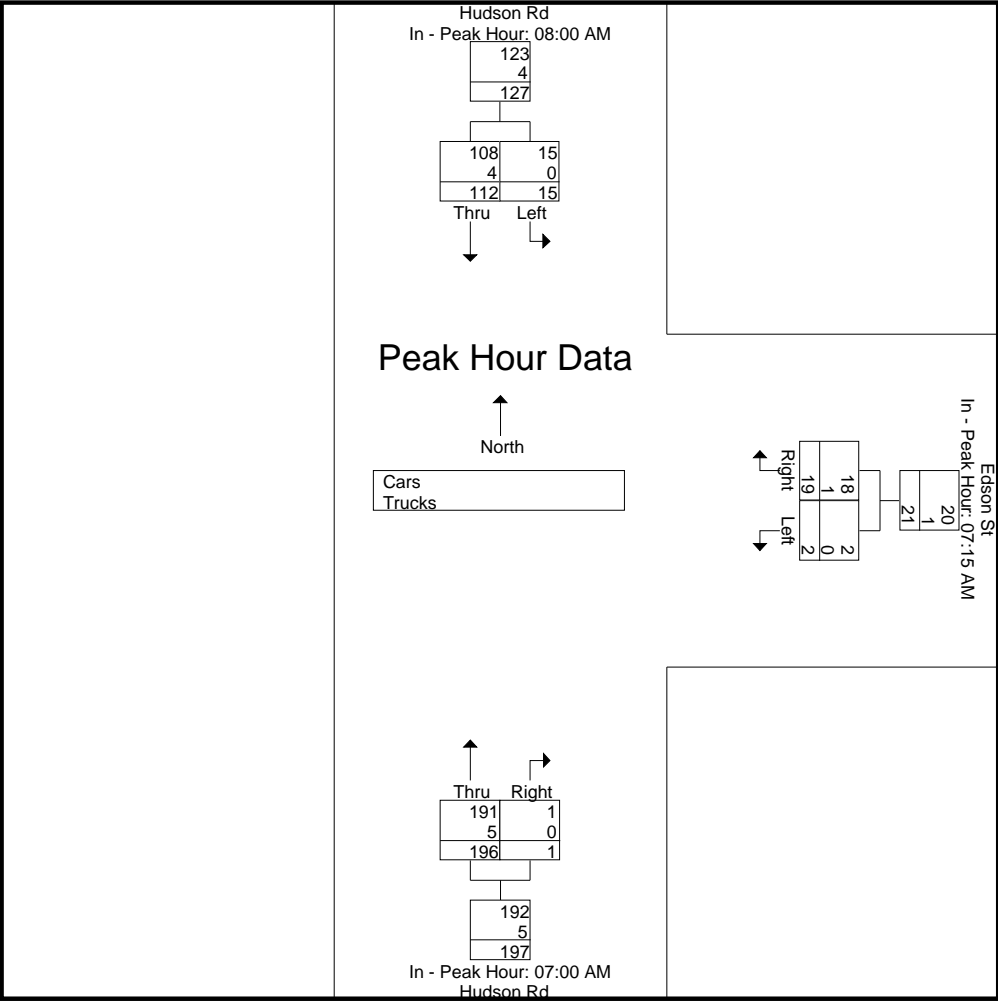 Hudson Rd
In - Peak Hour: 08:00 AM
123
4
127
108 15
4 0
112 15
Thru Left
Peak Hour Data
North
Cars
Trucks
Edson St
In - Peak Hour: 07:15 AM
20
1
21
18 2
1 0
19 2
Right Left
Thru Right
191 1
5 0
196 1
192
5
197
In - Peak Hour: 07:00 AM
Hudson Rd